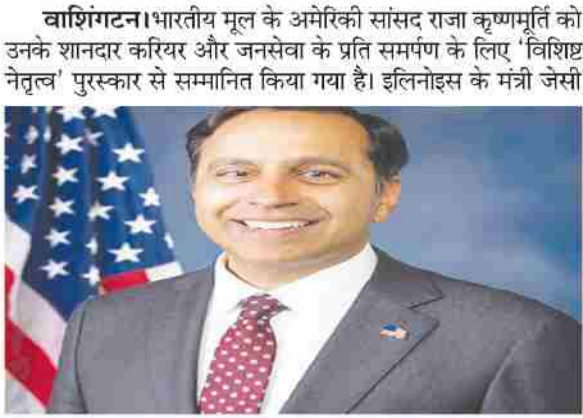 वाशिंगटन।भारतीय मूल के अमेरिकी सांसद राजा कृष्णमूर्ति को
उनके शानदार करियर और जनसेवा के प्रति समर्पण के लिए 'विशिष्ट
नेतृत्व' पुरस्कार से सम्मानित किया गया है। इलिनोइस के मंत्री जेसी